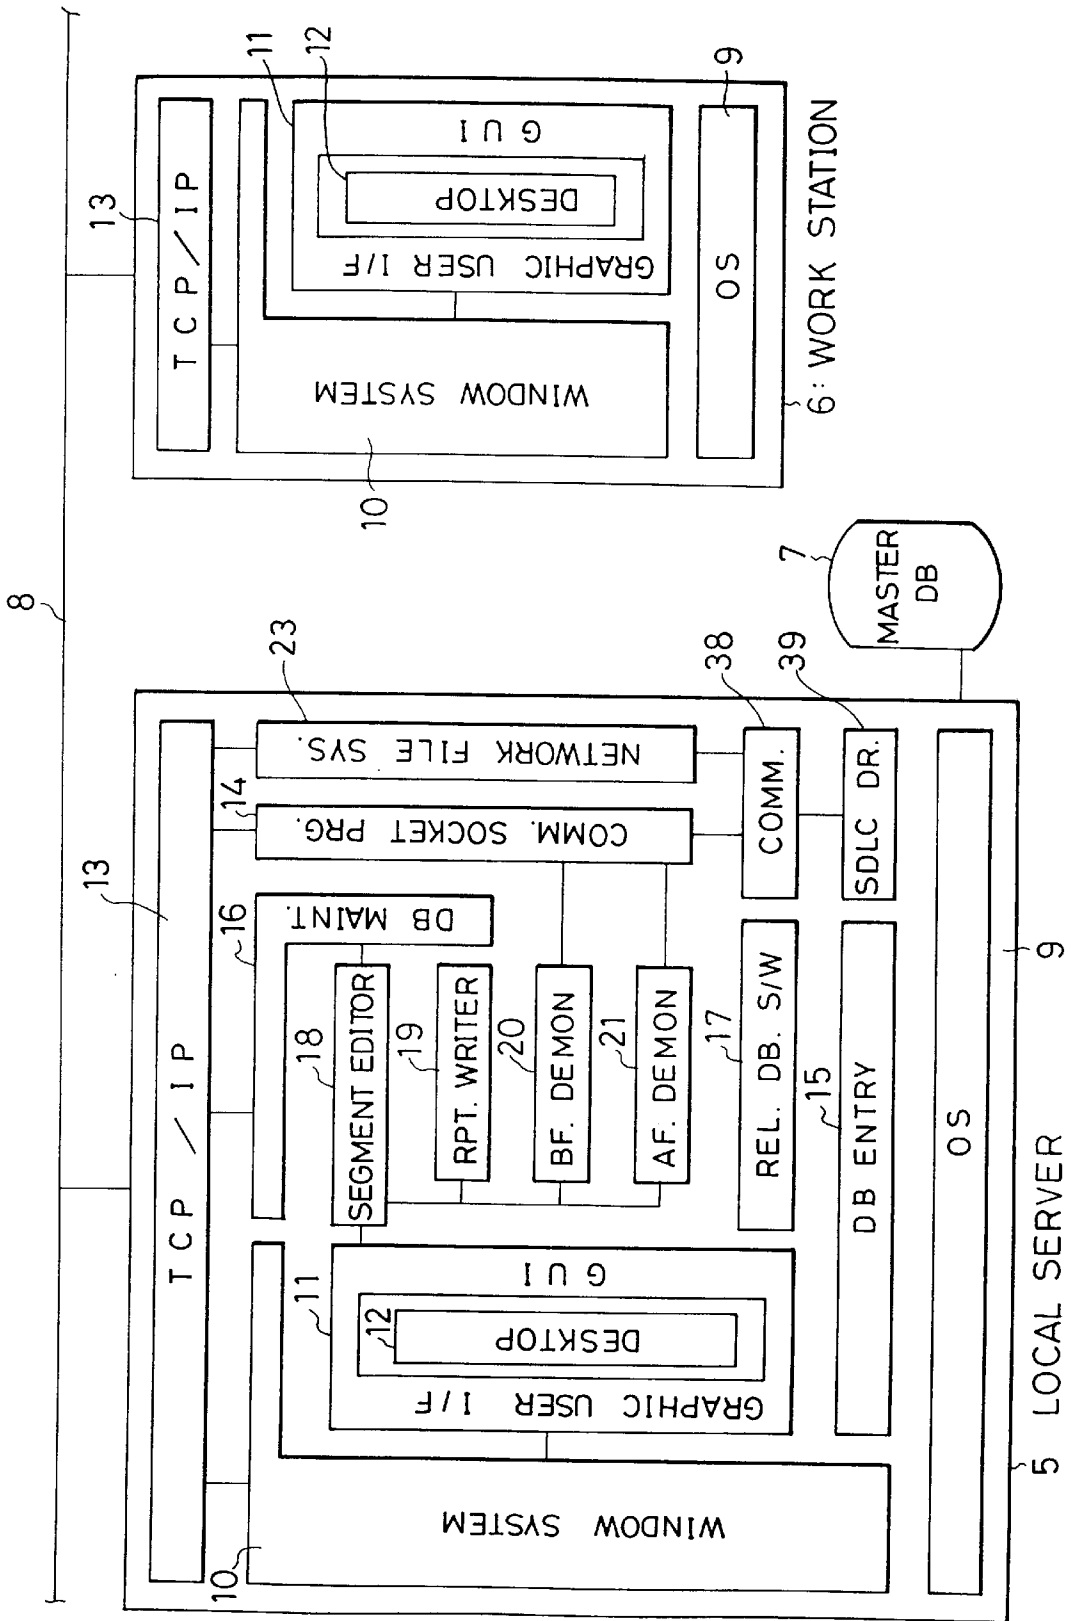 8
13
TCP/IP
10
WINDOW SYSTEM
11
GUI
12
DESKTOP
GRAPHIC USER I/F
16
DB MAINT.
18
SEGMENT EDITOR
19
RPT. WRITER
20
BF. DEMON
21
AF. DEMON
14
COMM. SOCKET PRG.
23
NETWORK FILE SYS.
17
REL. DB. S/W
38
COMM.
15
DB ENTRY
39
SDLC DR.
OS
9
5 LOCAL SERVER
7
MASTER
DB
13
TCP/IP
10
WINDOW SYSTEM
11
GUI
12
DESKTOP
GRAPHIC USER I/F
OS
9
6: WORK STATION